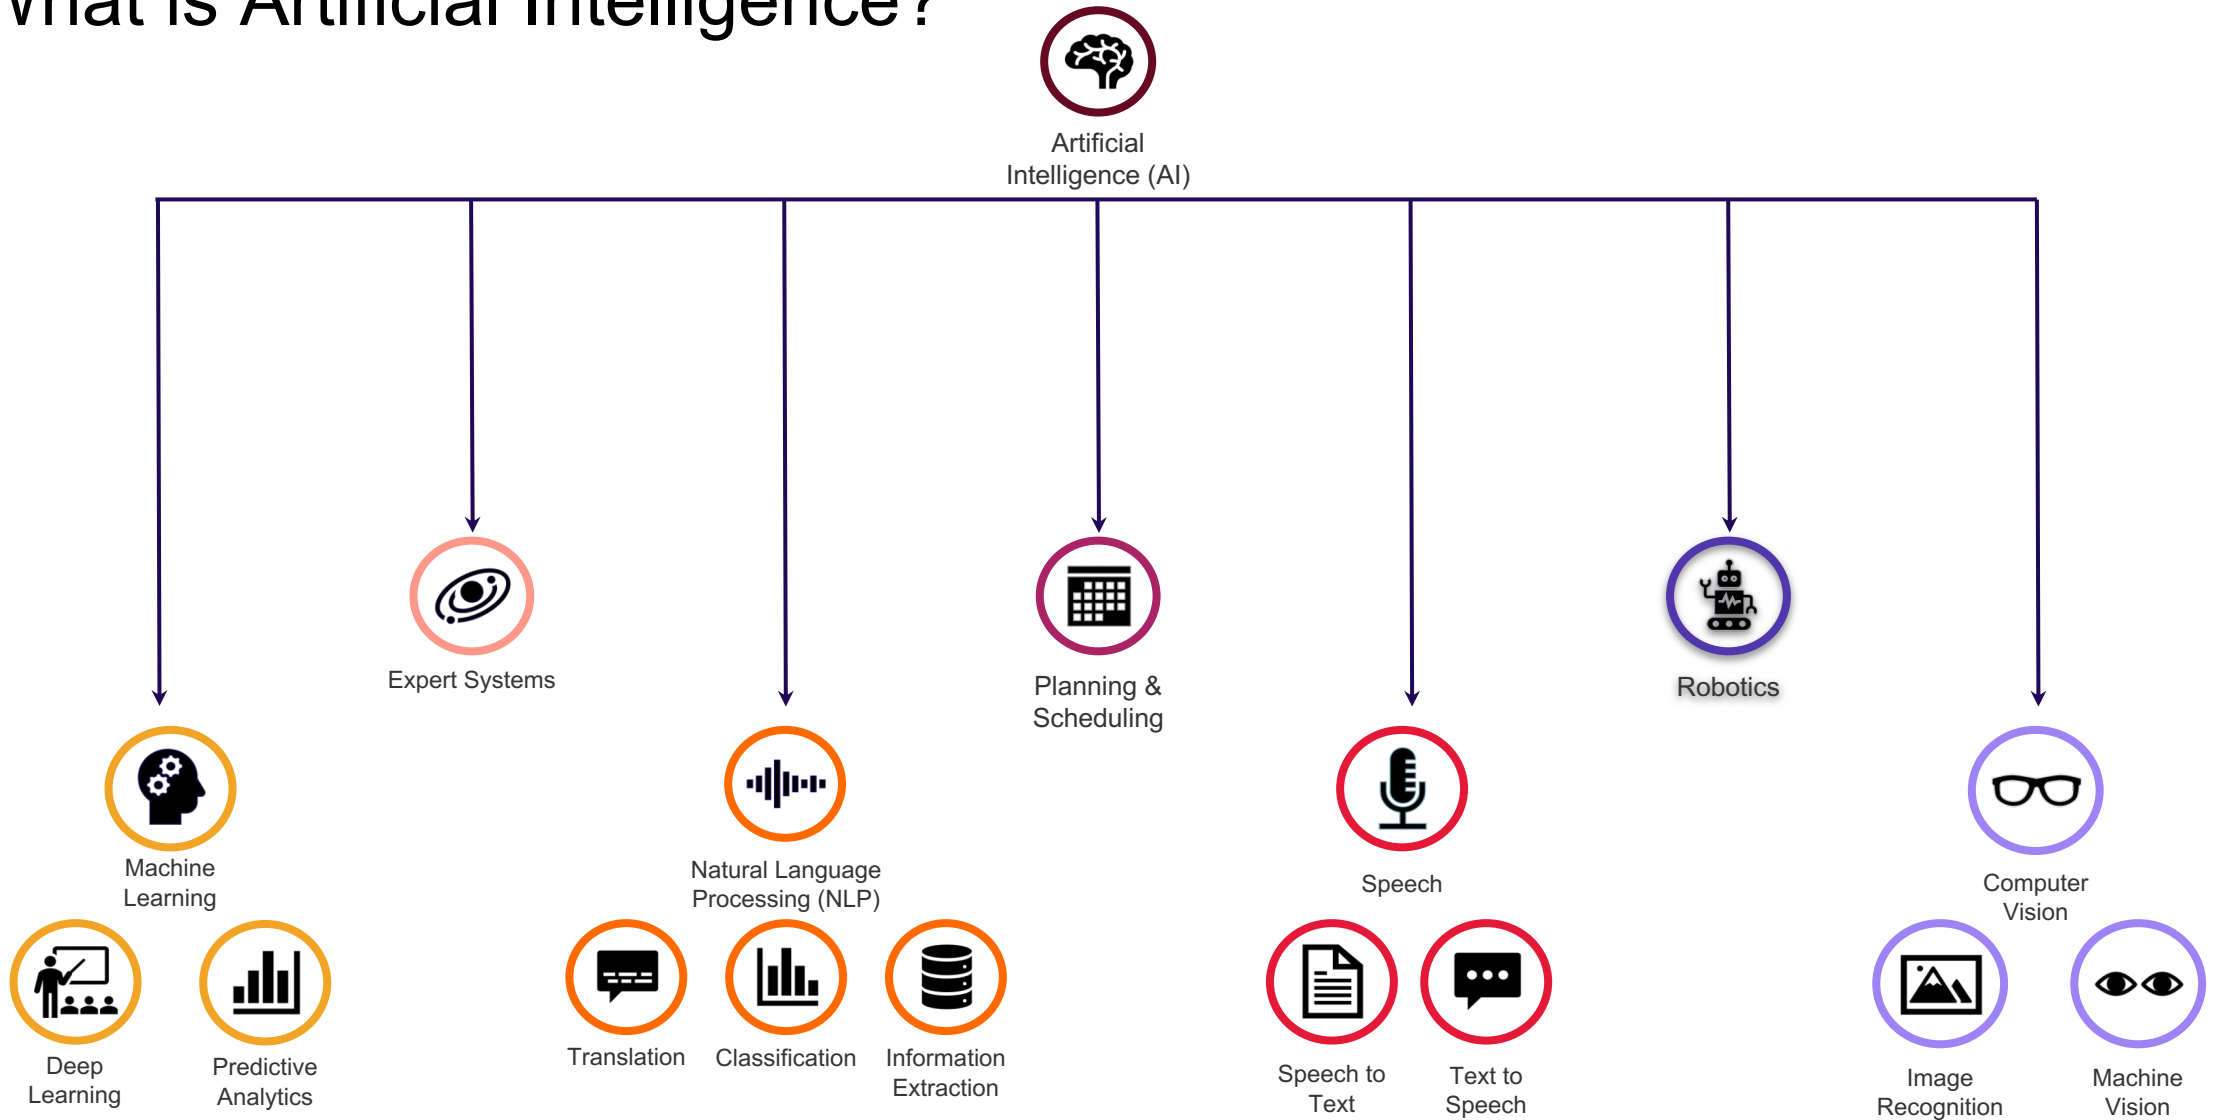 What is Artificial Intelligence?
Artificial
Intelligence (AI)
Expert Systems
Planning &
Scheduling
Robotics
Machine
Learning
Natural Language
Processing (NLP)
Speech
Computer
Vision
Deep
Learning
Predictive
Analytics
Translation
Classification
Information
Extraction
Speech to
Text
Text to
Speech
Image
Recognition
Machine
Vision